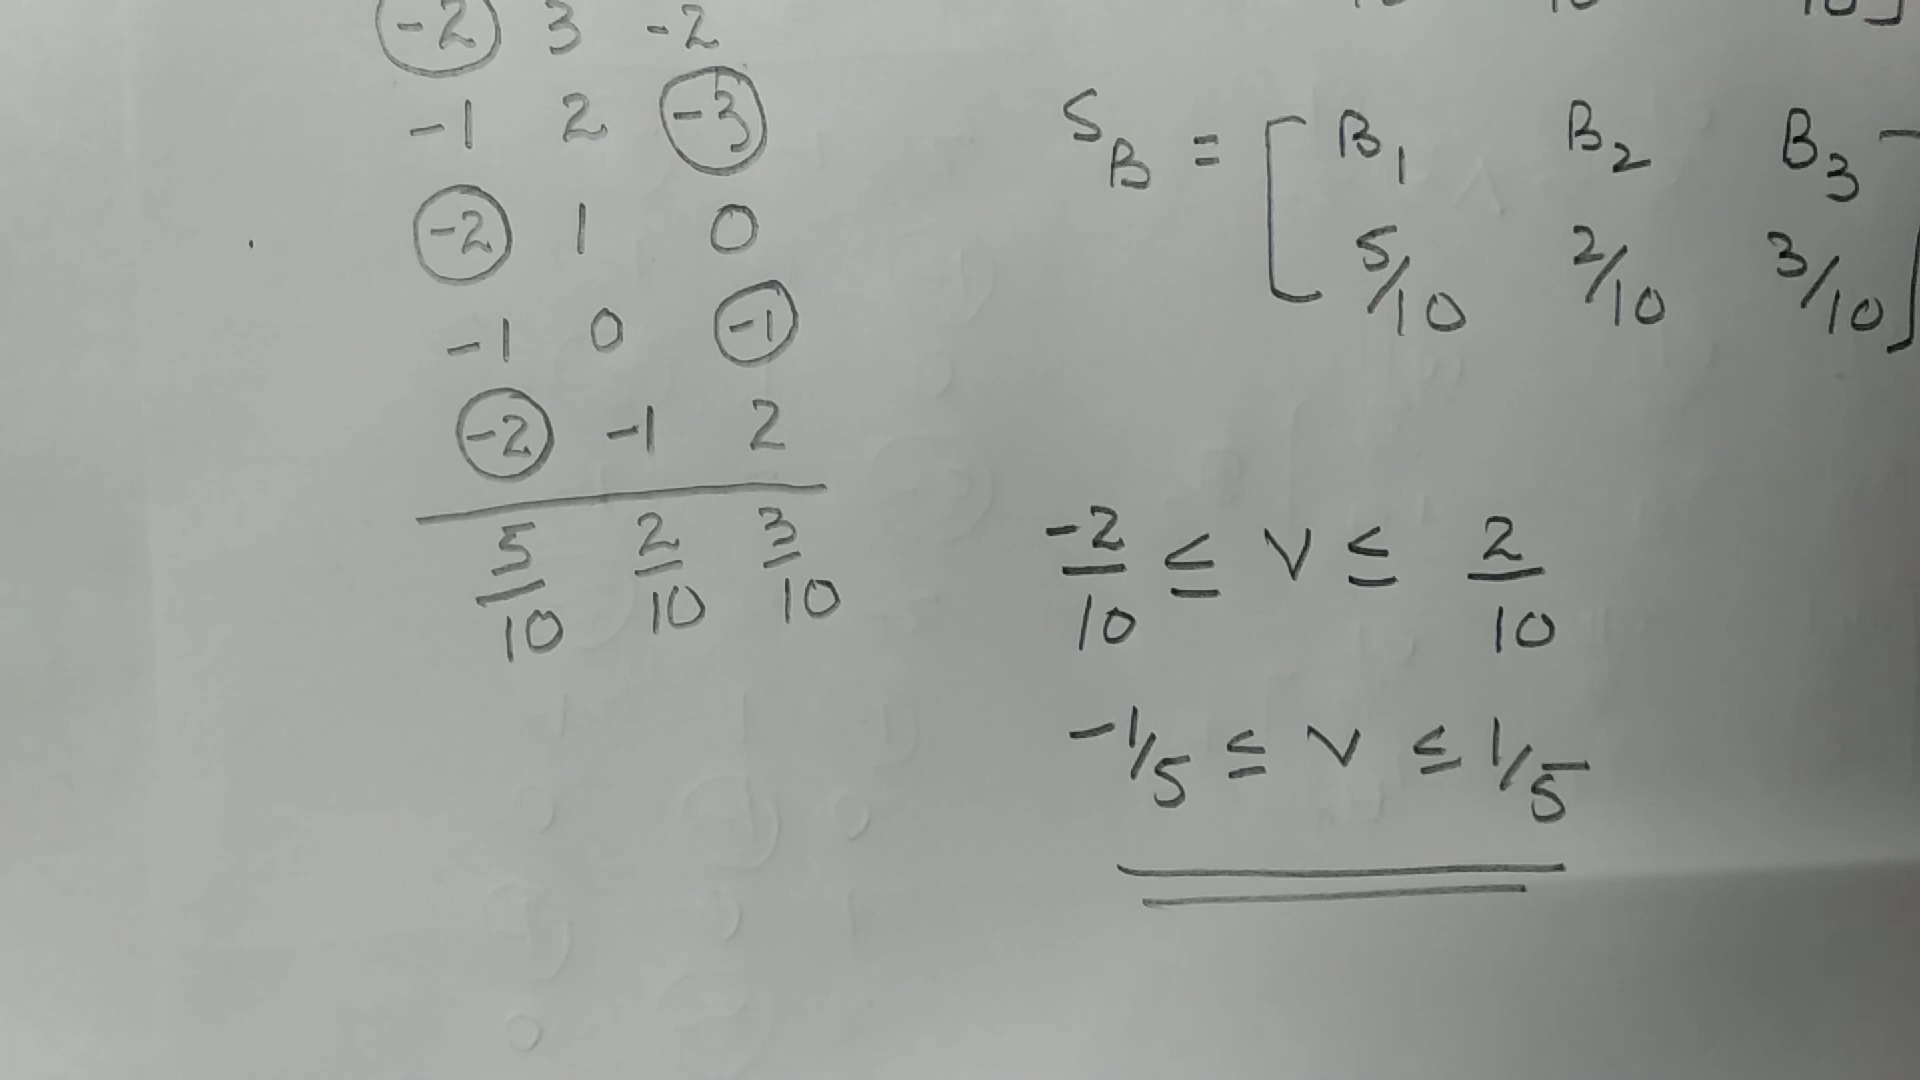 -2 3 -2
-1 2 -3
-2 1 0
-1 0 -1
-2 -1 2
5/10 2/10 3/10
S_B = [ B1 B2 B3
5/10 2/10 3/10 ]
-2/10 ≤ V ≤ 2/10
-1/5 ≤ V ≤ 1/5